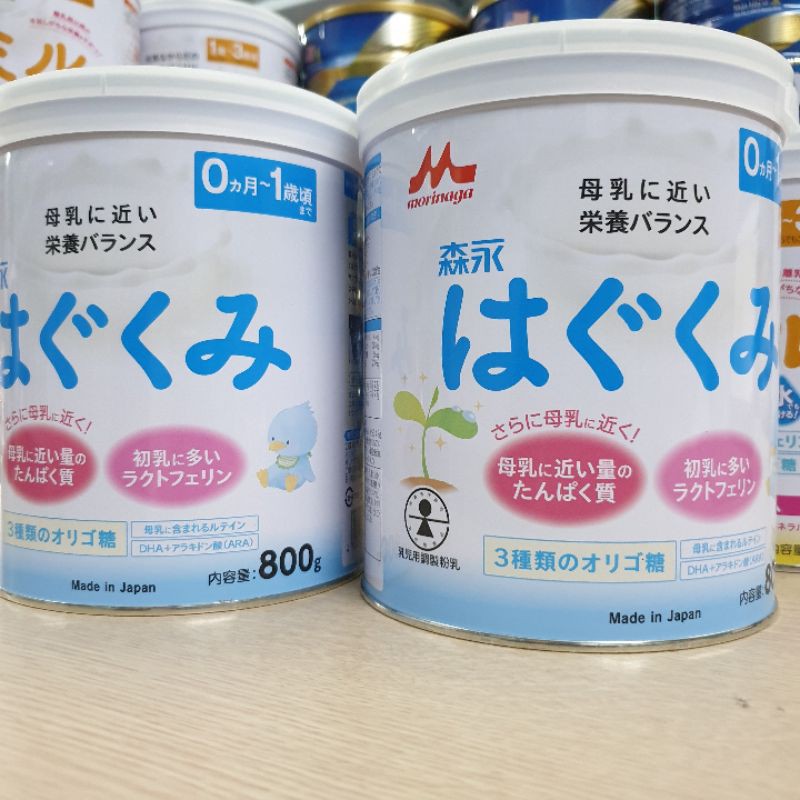 0ヵ月~1歳頃
まで
母乳に近い
栄養バランス
はぐくみ
さらに母乳に近く!
母乳に近い量の
たんぱく質
初乳に多い
ラクトフェリン
3種類のオリゴ糖
母乳に含まれるルテイン
DHA+アラキドン酸(ARA)
内容量:800g
Made in Japan
morinaga
0ヵ月~1
母乳に近い
栄養バランス
森永
はぐくみ
さらに母乳に近く!
母乳に近い量の
たんぱく質
初乳に多い
ラクトフェリン
乳児用調製粉乳
3種類のオリゴ糖
母乳に含まれるルテイン
DHA+アラキドン酸(ARA)
内容量:
Made in Japan